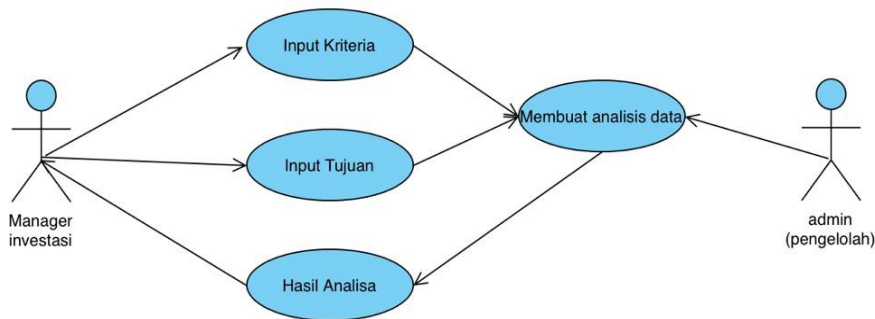 Input Kriteria
Membuat analisis data
Input Tujuan
Manager
investasi
admin
(pengelolah)
Hasil Analisa